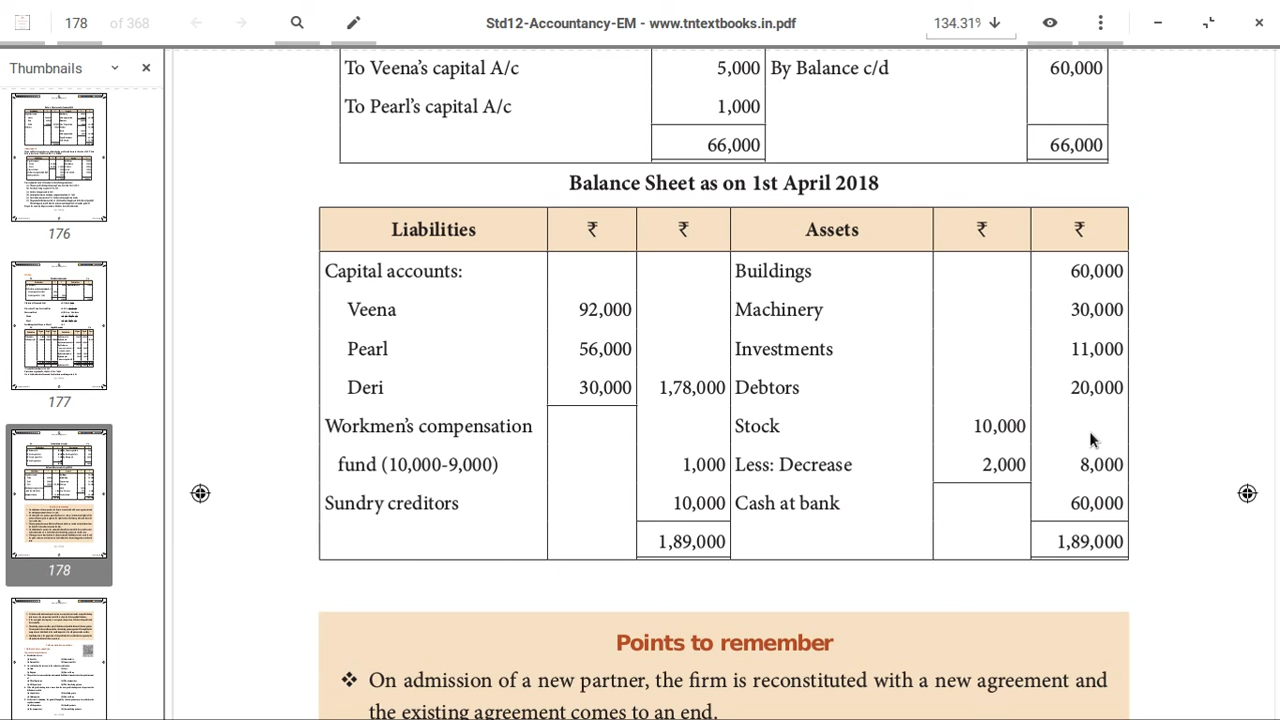 178 of 368 Std12-Accountancy-EM - www.tntextbooks.in.pdf 134.31%
Thumbnails
176
177
178
To Veena's capital A/c 5,000 By Balance c/d 60,000
To Pearl's capital A/c 1,000
66,000 66,000
Balance Sheet as on 1st April 2018
Liabilities ₹ ₹ Assets ₹ ₹
Capital accounts: Buildings 60,000
Veena 92,000 Machinery 30,000
Pearl 56,000 Investments 11,000
Deri 30,000 1,78,000 Debtors 20,000
Workmen's compensation Stock 10,000
fund (10,000-9,000) 1,000 Less: Decrease 2,000 8,000
Sundry creditors 10,000 Cash at bank 60,000
1,89,000 1,89,000
Points to remember
❖ On admission of a new partner, the firm is reconstituted with a new agreement and
the existing agreement comes to an end.